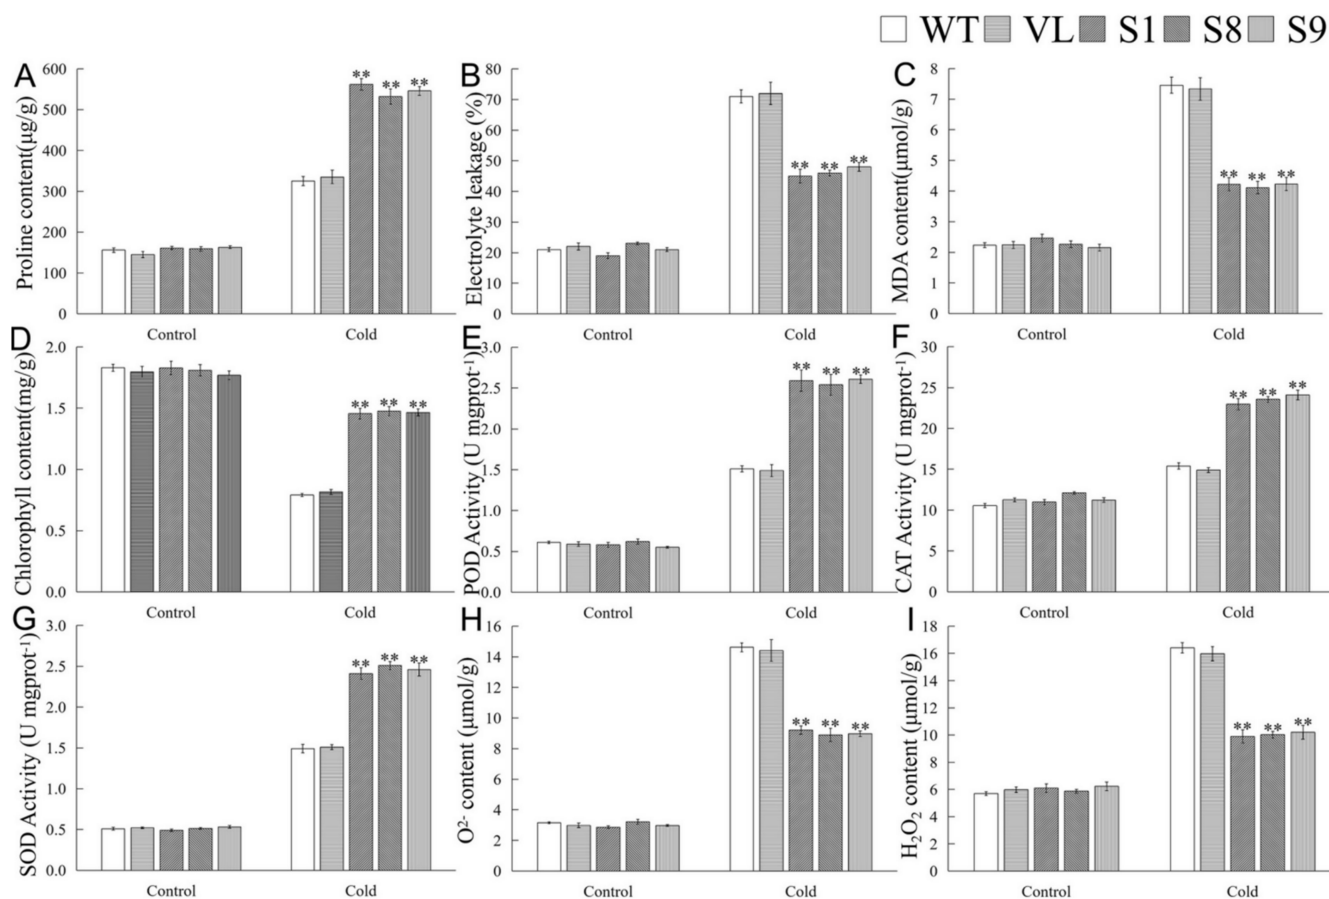 WT VL S1 S8 S9
A B C
Proline content(μg/g)
600
500
400
300
200
100
0
** ** **
Control Cold
Electrolyte leakage (%)
80
70
60
50
40
30
20
10
0
** ** **
Control Cold
MDA content(μmol/g)
8
7
6
5
4
3
2
1
0
** ** **
Control Cold
D E F
Chlorophyll content(mg/g)
2.0
1.5
1.0
0.5
0.0
** ** **
Control Cold
POD Activity (U mgprot⁻¹)
3.0
2.5
2.0
1.5
1.0
0.5
0.0
** ** **
Control Cold
CAT Activity (U mgprot⁻¹)
30
25
20
15
10
5
0
** ** **
Control Cold
G H I
SOD Activity (U mgprot⁻¹)
3.0
2.5
2.0
1.5
1.0
0.5
0.0
** ** **
Control Cold
O²⁻ content (μmol/g)
16
14
12
10
8
6
4
2
0
** ** **
Control Cold
H₂O₂ content (μmol/g)
18
16
14
12
10
8
6
4
2
0
** ** **
Control Cold